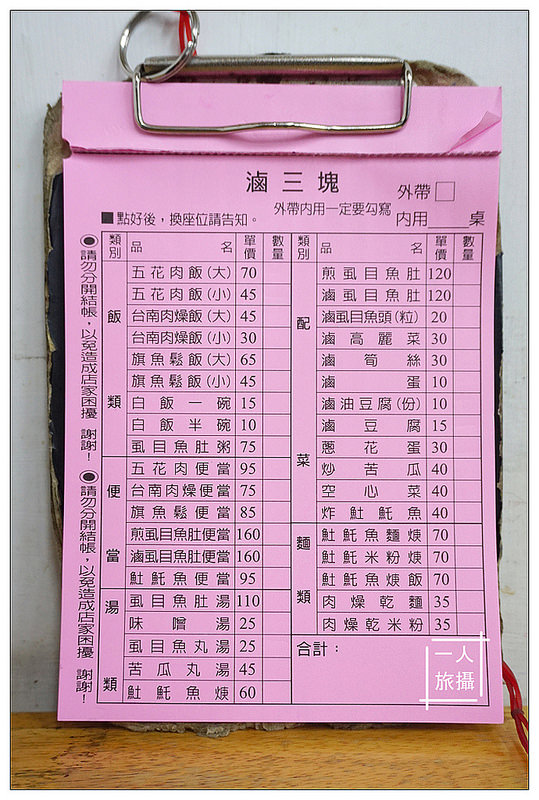 滷三塊
外帶
外帶內用一定要勾寫
■點好後，換座位請告知。
內用 桌
●請勿分開結帳，以免造成店家困擾 謝謝！
●請勿分開結帳，以免造成店家困擾 謝謝！
類別 品名 單價 數量
飯類
五花肉飯(大) 70
五花肉飯(小) 45
台南肉燥飯(大) 45
台南肉燥飯(小) 30
旗魚鬆飯(大) 65
旗魚鬆飯(小) 45
白飯一碗 15
白飯半碗 10
虱目魚肚粥 75
便當
五花肉便當 95
台南肉燥便當 75
旗魚鬆便當 85
煎虱目魚肚便當 160
滷虱目魚肚便當 160
魠魚便當 95
湯類
虱目魚肚湯 110
味噌湯 25
虱目魚丸湯 25
苦瓜丸湯 45
魠魚焿 60
類別 品名 單價 數量
配菜
煎虱目魚肚 120
滷虱目魚肚 120
滷虱目魚頭(粒) 20
滷高麗菜 30
滷筍絲 30
滷蛋 10
滷油豆腐(份) 10
滷豆腐 15
蔥花蛋 30
炒苦瓜 40
空心菜 40
炸魠魚 40
麵類
魠魚麵焿 70
魠魚米粉焿 70
魠魚焿飯 70
肉燥乾麵 35
肉燥乾米粉 35
合計：
一人
旅攝